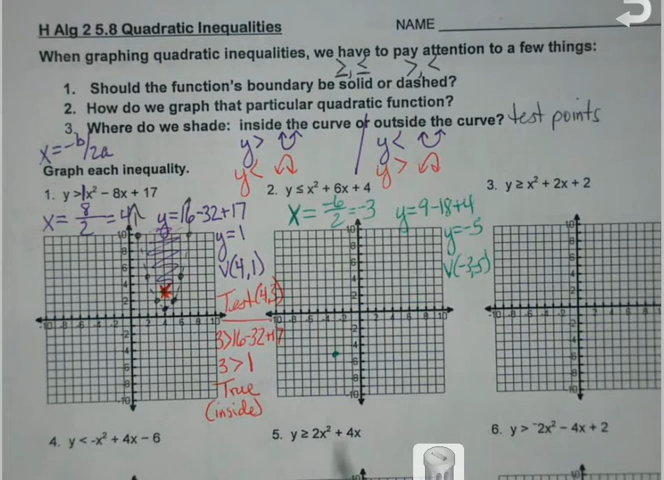 H Alg 2 5.8 Quadratic Inequalities NAME
When graphing quadratic inequalities, we have to pay attention to a few things:
≥, ≤ >, <
1. Should the function's boundary be solid or dashed?
2. How do we graph that particular quadratic function?
3. Where do we shade: inside the curve or outside the curve? test points
x = -b/2a
y > y <
y < y >
Graph each inequality.
1. y > x² - 8x + 17
2. y ≤ x² + 6x + 4
3. y ≥ x² + 2x + 2
x = 8/2 = 4 y = 16-32+17
y = 1
V(4,1)
Test (4,3)
3 > 16-32+17
3 > 1
True
(inside)
x = -6/2 = -3 y = 9-18+4
y = -5
V(-3,-5)
4. y < -x² + 4x – 6
5. y ≥ 2x² + 4x
6. y > ⁻2x² – 4x + 2